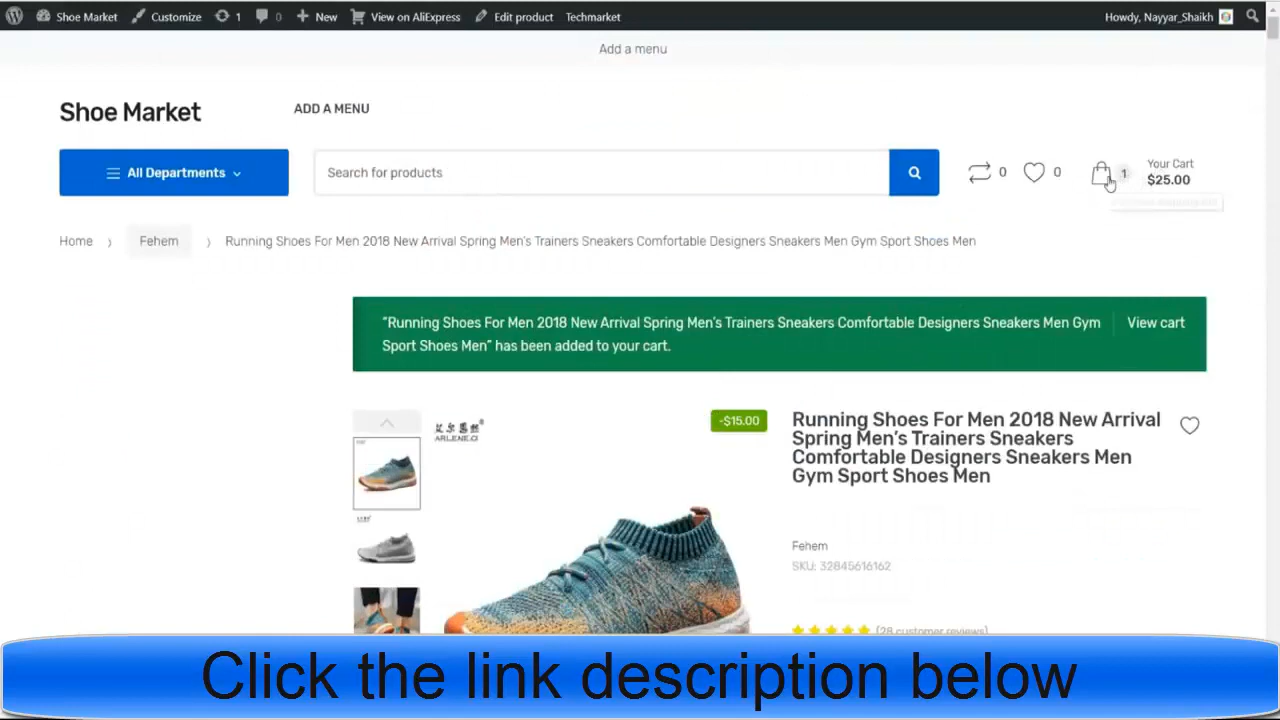 Shoe Market Customize 1 0 New View on AliExpress Edit product Techmarket Howdy, Nayyar_Shaikh
Add a menu
Shoe Market ADD A MENU
All Departments Search for products 0 0 1 Your Cart
$25.00
Home Fehem Running Shoes For Men 2018 New Arrival Spring Men's Trainers Sneakers Comfortable Designers Sneakers Men Gym Sport Shoes Men
"Running Shoes For Men 2018 New Arrival Spring Men's Trainers Sneakers Comfortable Designers Sneakers Men Gym View cart
Sport Shoes Men" has been added to your cart.
-$15.00
ARLENE.CI
Running Shoes For Men 2018 New Arrival
Spring Men's Trainers Sneakers
Comfortable Designers Sneakers Men
Gym Sport Shoes Men
Fehem
SKU: 32845616162
(28 customer reviews)
Click the link description below